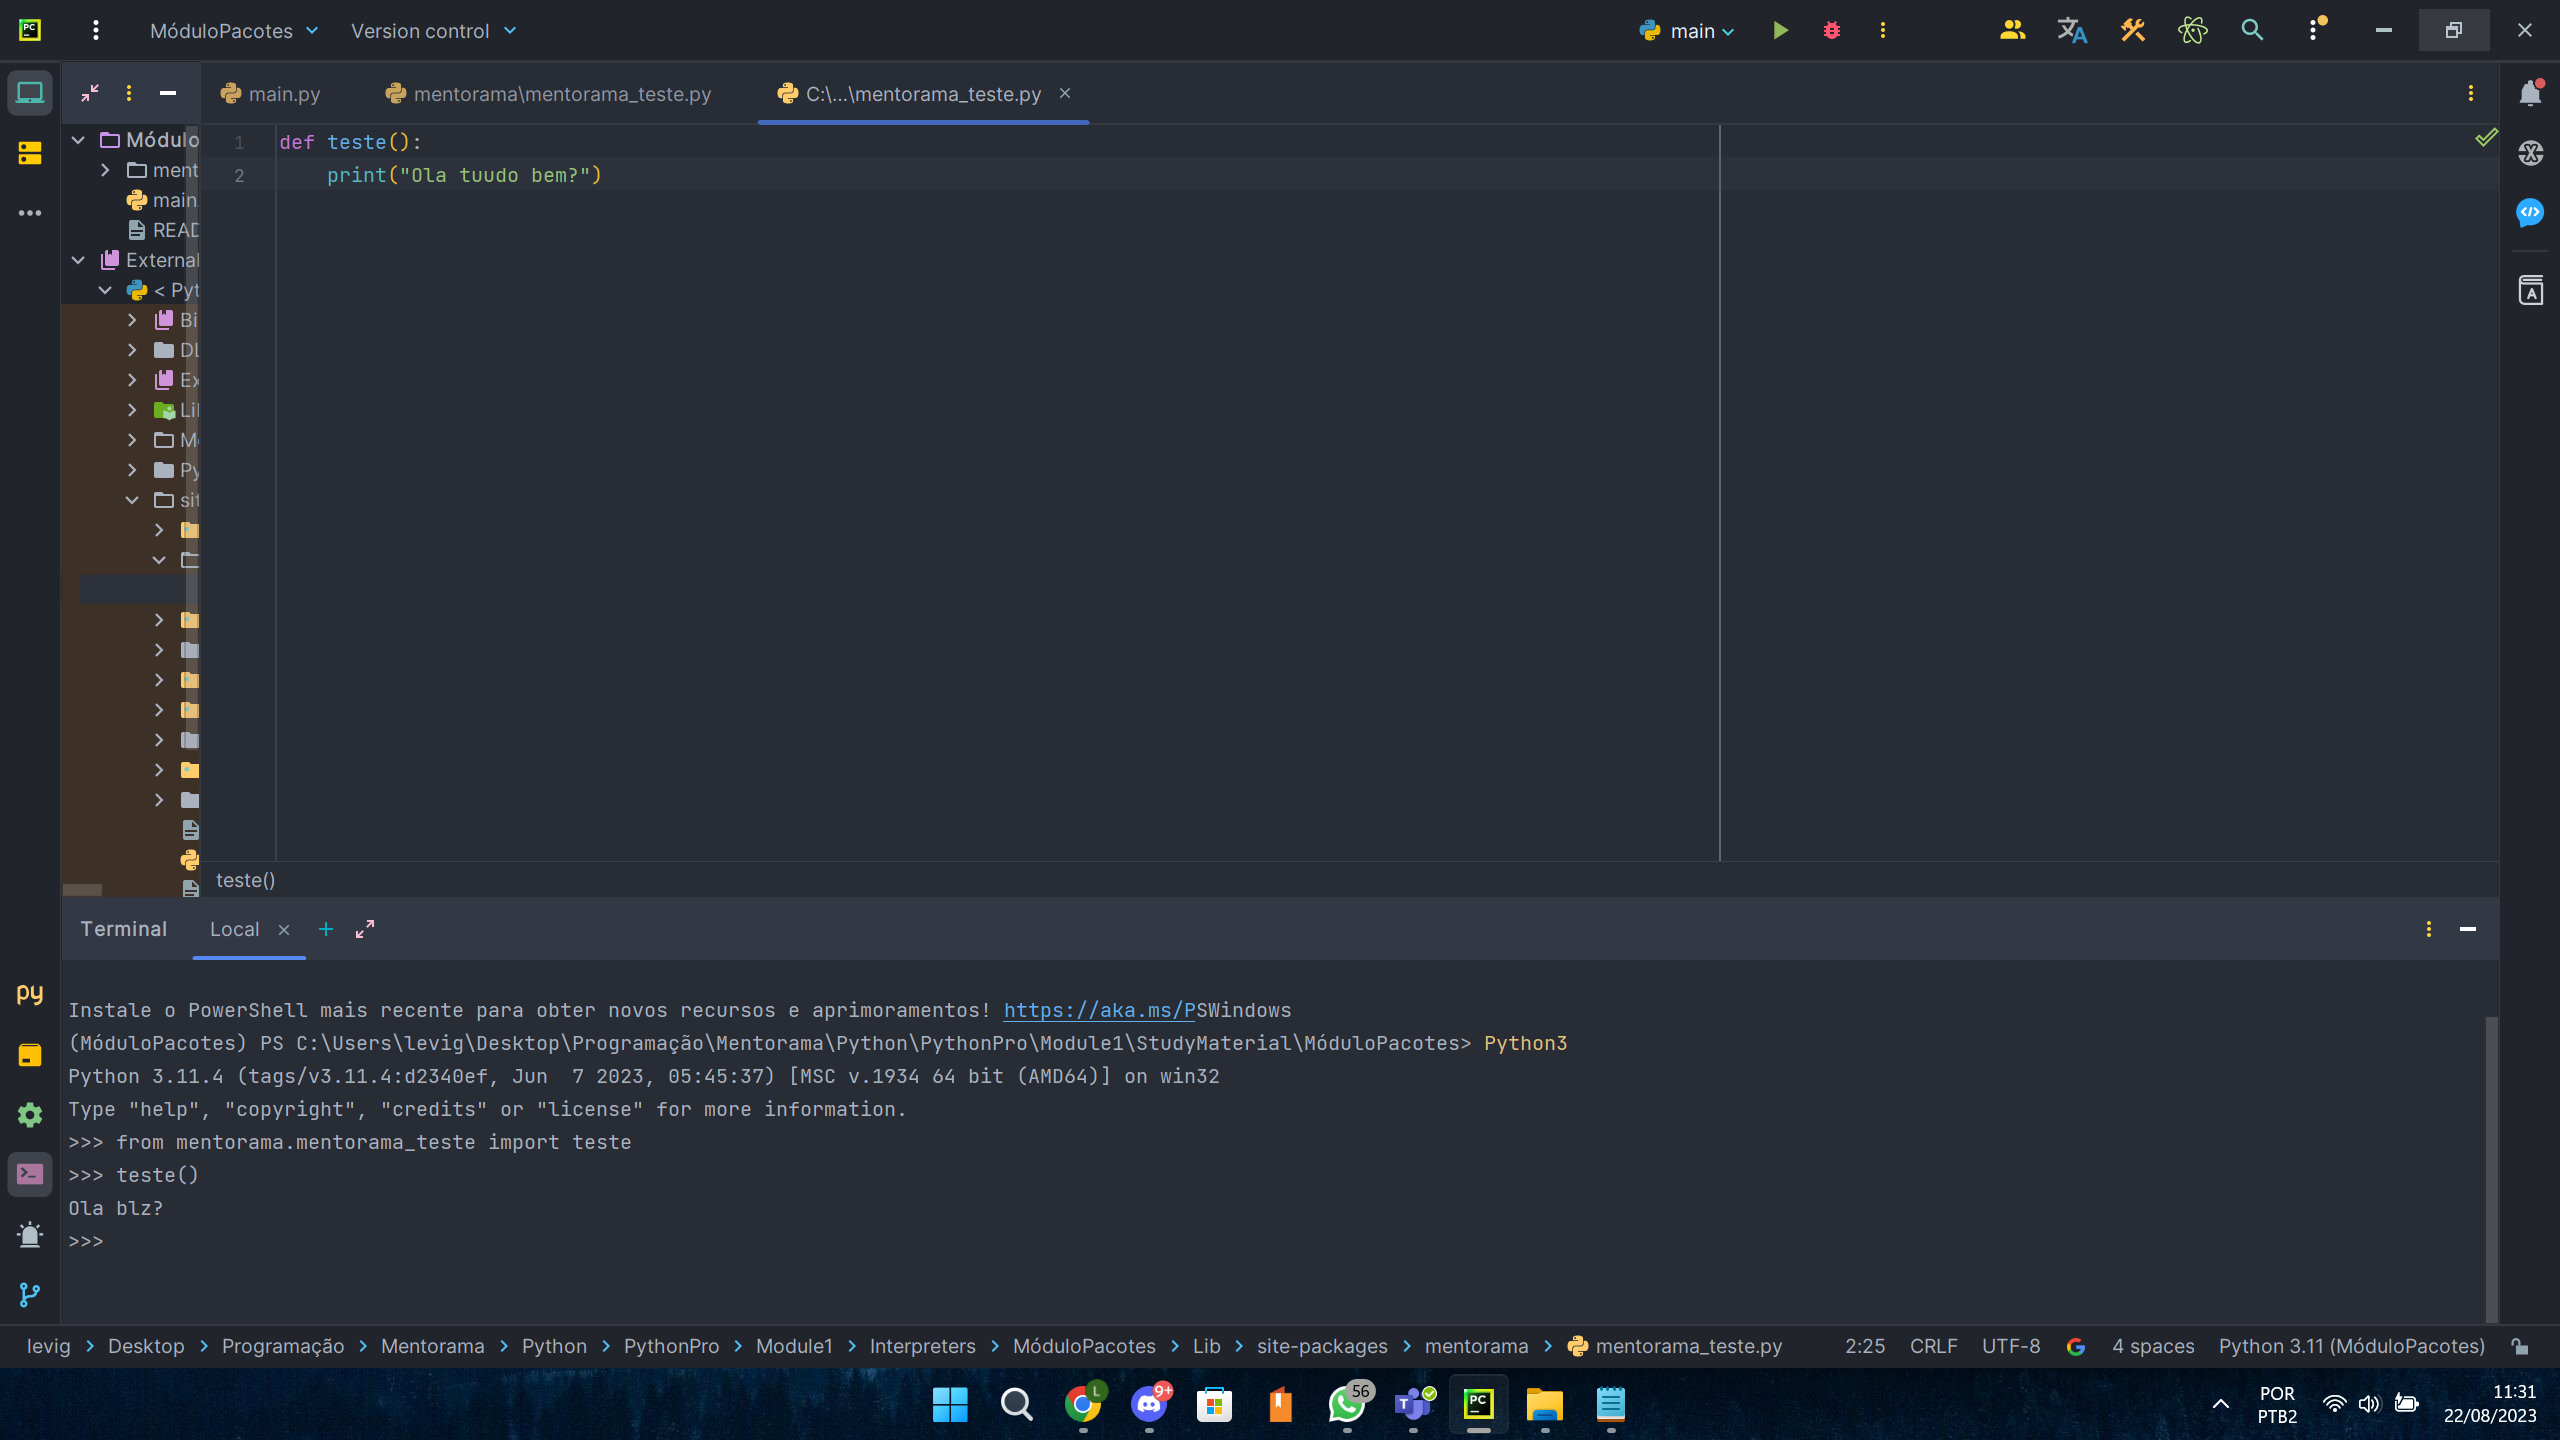 MóduloPacotes
Version control
main
main.py
mentorama\mentorama_teste.py
C:\...\mentorama_teste.py
Módulo
ment
main
READ
External
< Pyt
Bi
DL
Ex
Lil
Me
Py
sit
1 def teste():
2 print("Ola tuudo bem?")
teste()
Terminal
Local
Instale o PowerShell mais recente para obter novos recursos e aprimoramentos! https://aka.ms/PSWindows
(MóduloPacotes) PS C:\Users\levig\Desktop\Programação\Mentorama\Python\PythonPro\Module1\StudyMaterial\MóduloPacotes> Python3
Python 3.11.4 (tags/v3.11.4:d2340ef, Jun  7 2023, 05:45:37) [MSC v.1934 64 bit (AMD64)] on win32
Type "help", "copyright", "credits" or "license" for more information.
>>> from mentorama.mentorama_teste import teste
>>> teste()
Ola blz?
>>>
levig > Desktop > Programação > Mentorama > Python > PythonPro > Module1 > Interpreters > MóduloPacotes > Lib > site-packages > mentorama > mentorama_teste.py
2:25 CRLF UTF-8 4 spaces Python 3.11 (MóduloPacotes)
L
9+
56
PC
POR
PTB2
11:31
22/08/2023